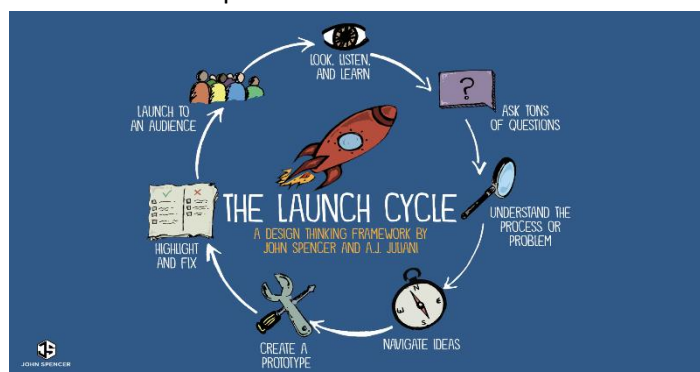 LOOK, LISTEN,
AND LEARN
ASK TONS
OF QUESTIONS
UNDERSTAND THE
PROCESS OR
PROBLEM
NAVIGATE IDEAS
CREATE A
PROTOTYPE
HIGHLIGHT
AND FIX
LAUNCH TO
AN AUDIENCE
THE LAUNCH CYCLE
A DESIGN THINKING FRAMEWORK BY
JOHN SPENCER AND A.J. JULIANI
?
N
E
S
JS
JOHN SPENCER